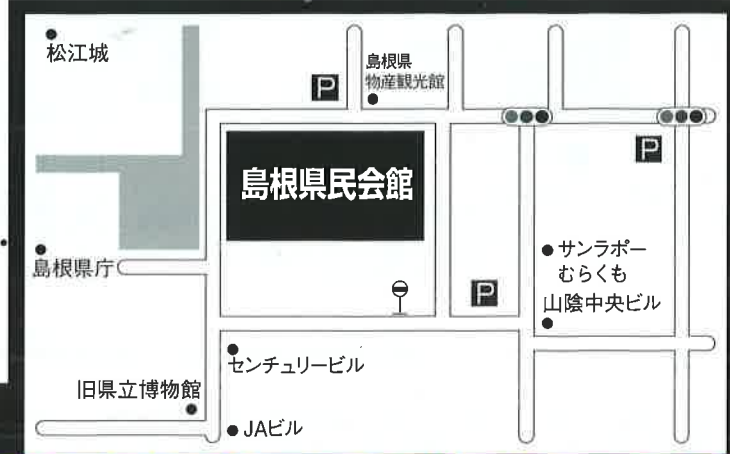 松江城
島根県
物産観光館
P
P
島根県民会館
島根県庁
サンラポー
むらくも
P
山陰中央ビル
センチュリービル
旧県立博物館
JAビル